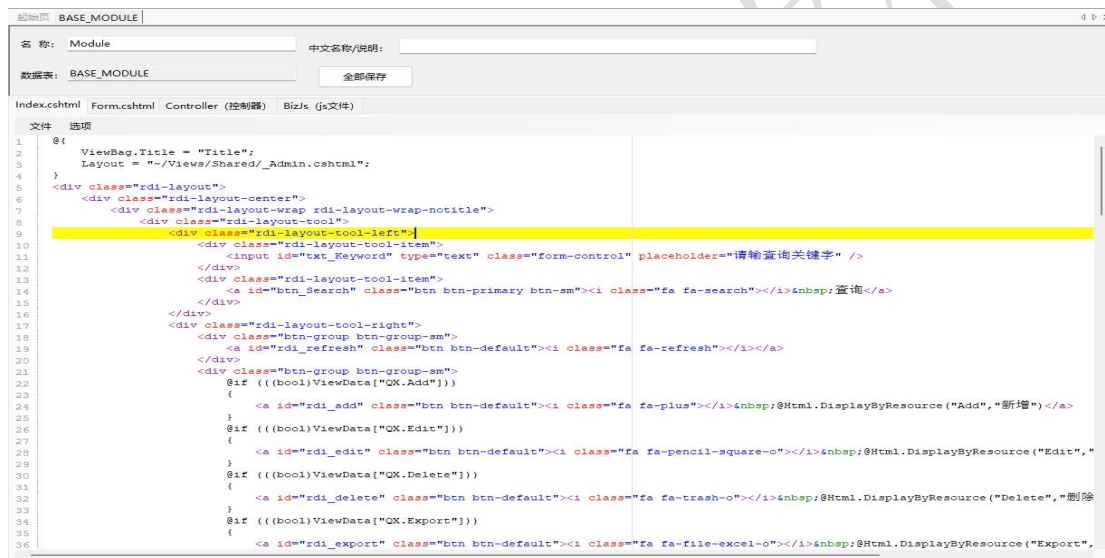 起始页 BASE_MODULE
名 称: Module 中文名称/说明:
数据表: BASE_MODULE 全部保存
Index.cshtml Form.cshtml Controller (控制器) BizJs (js文件)
文件 选项
1 @{
2 ViewBag.Title = "Title";
3 Layout = "~/Views/Shared/_Admin.cshtml";
4 }
5 <div class="rdi-layout">
6 <div class="rdi-layout-center">
7 <div class="rdi-layout-wrap rdi-layout-wrap-notitle">
8 <div class="rdi-layout-tool">
9 <div class="rdi-layout-tool-left">
10 <div class="rdi-layout-tool-item">
11 <input id="txt_Keyword" type="text" class="form-control" placeholder="请输查询关键字" />
12 </div>
13 <div class="rdi-layout-tool-item">
14 <a id="btn_Search" class="btn btn-primary btn-sm"><i class="fa fa-search"></i>&nbsp;查询</a>
15 </div>
16 </div>
17 <div class="rdi-layout-tool-right">
18 <div class="btn-group btn-group-sm">
19 <a id="rdi_refresh" class="btn btn-default"><i class="fa fa-refresh"></i></a>
20 </div>
21 <div class="btn-group btn-group-sm">
22 @if (((bool)ViewData["QX.Add"]))
23 {
24 <a id="rdi_add" class="btn btn-default"><i class="fa fa-plus"></i>&nbsp;@Html.DisplayByResource("Add","新增")</a>
25 }
26 @if (((bool)ViewData["QX.Edit"]))
27 {
28 <a id="rdi_edit" class="btn btn-default"><i class="fa fa-pencil-square-o"></i>&nbsp;@Html.DisplayByResource("Edit","
29 }
30 @if (((bool)ViewData["QX.Delete"]))
31 {
32 <a id="rdi_delete" class="btn btn-default"><i class="fa fa-trash-o"></i>&nbsp;@Html.DisplayByResource("Delete","删除
33 }
34 @if (((bool)ViewData["QX.Export"]))
35 {
36 <a id="rdi_export" class="btn btn-default"><i class="fa fa-file-excel-o"></i>&nbsp;@Html.DisplayByResource("Export",